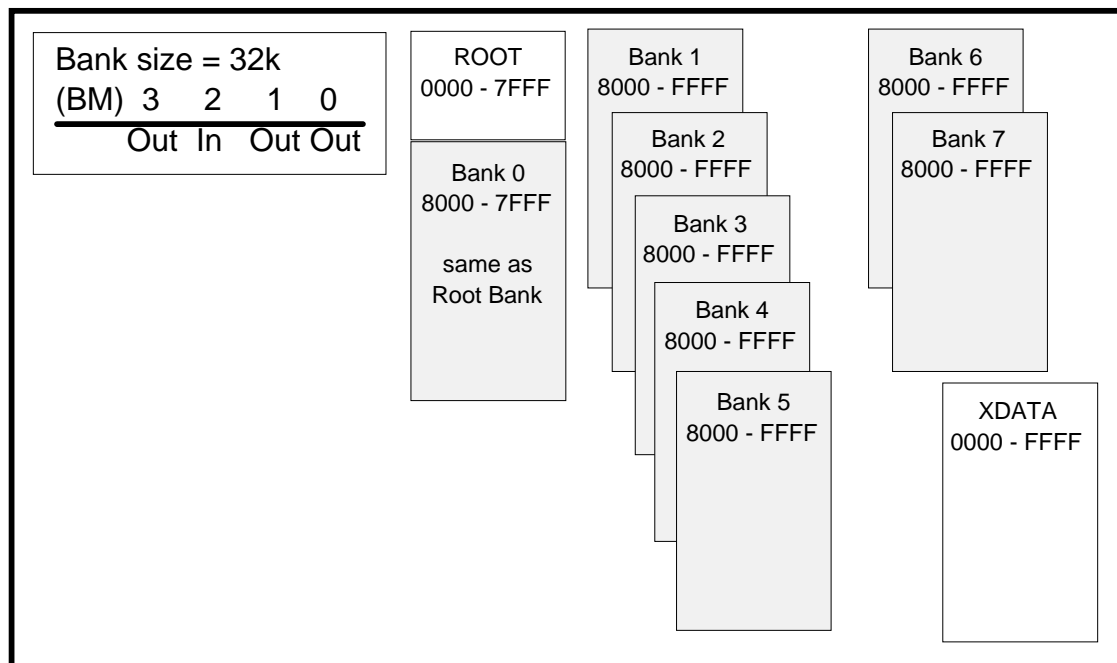 Bank size = 32k
(BM) 3 2 1 0
Out In Out Out
ROOT
0000 - 7FFF
Bank 0
8000 - 7FFF
same as
Root Bank
Bank 1
8000 - FFFF
Bank 2
8000 - FFFF
Bank 3
8000 - FFFF
Bank 4
8000 - FFFF
Bank 5
8000 - FFFF
Bank 6
8000 - FFFF
Bank 7
8000 - FFFF
XDATA
0000 - FFFF